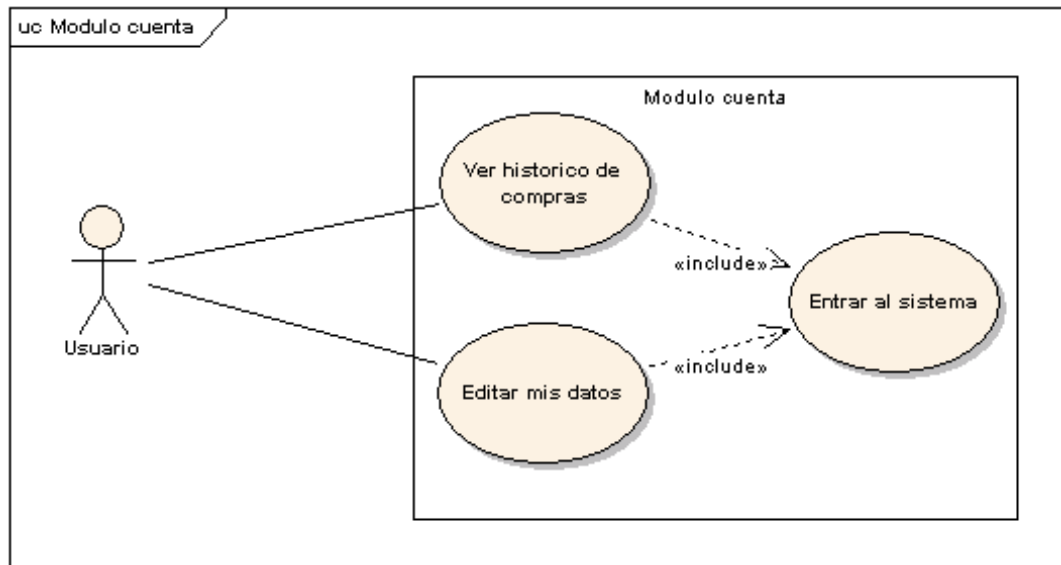 uc Modulo cuenta
Modulo cuenta
Ver historico de
compras
«include»
Entrar al sistema
Usuario
Editar mis datos
«include»